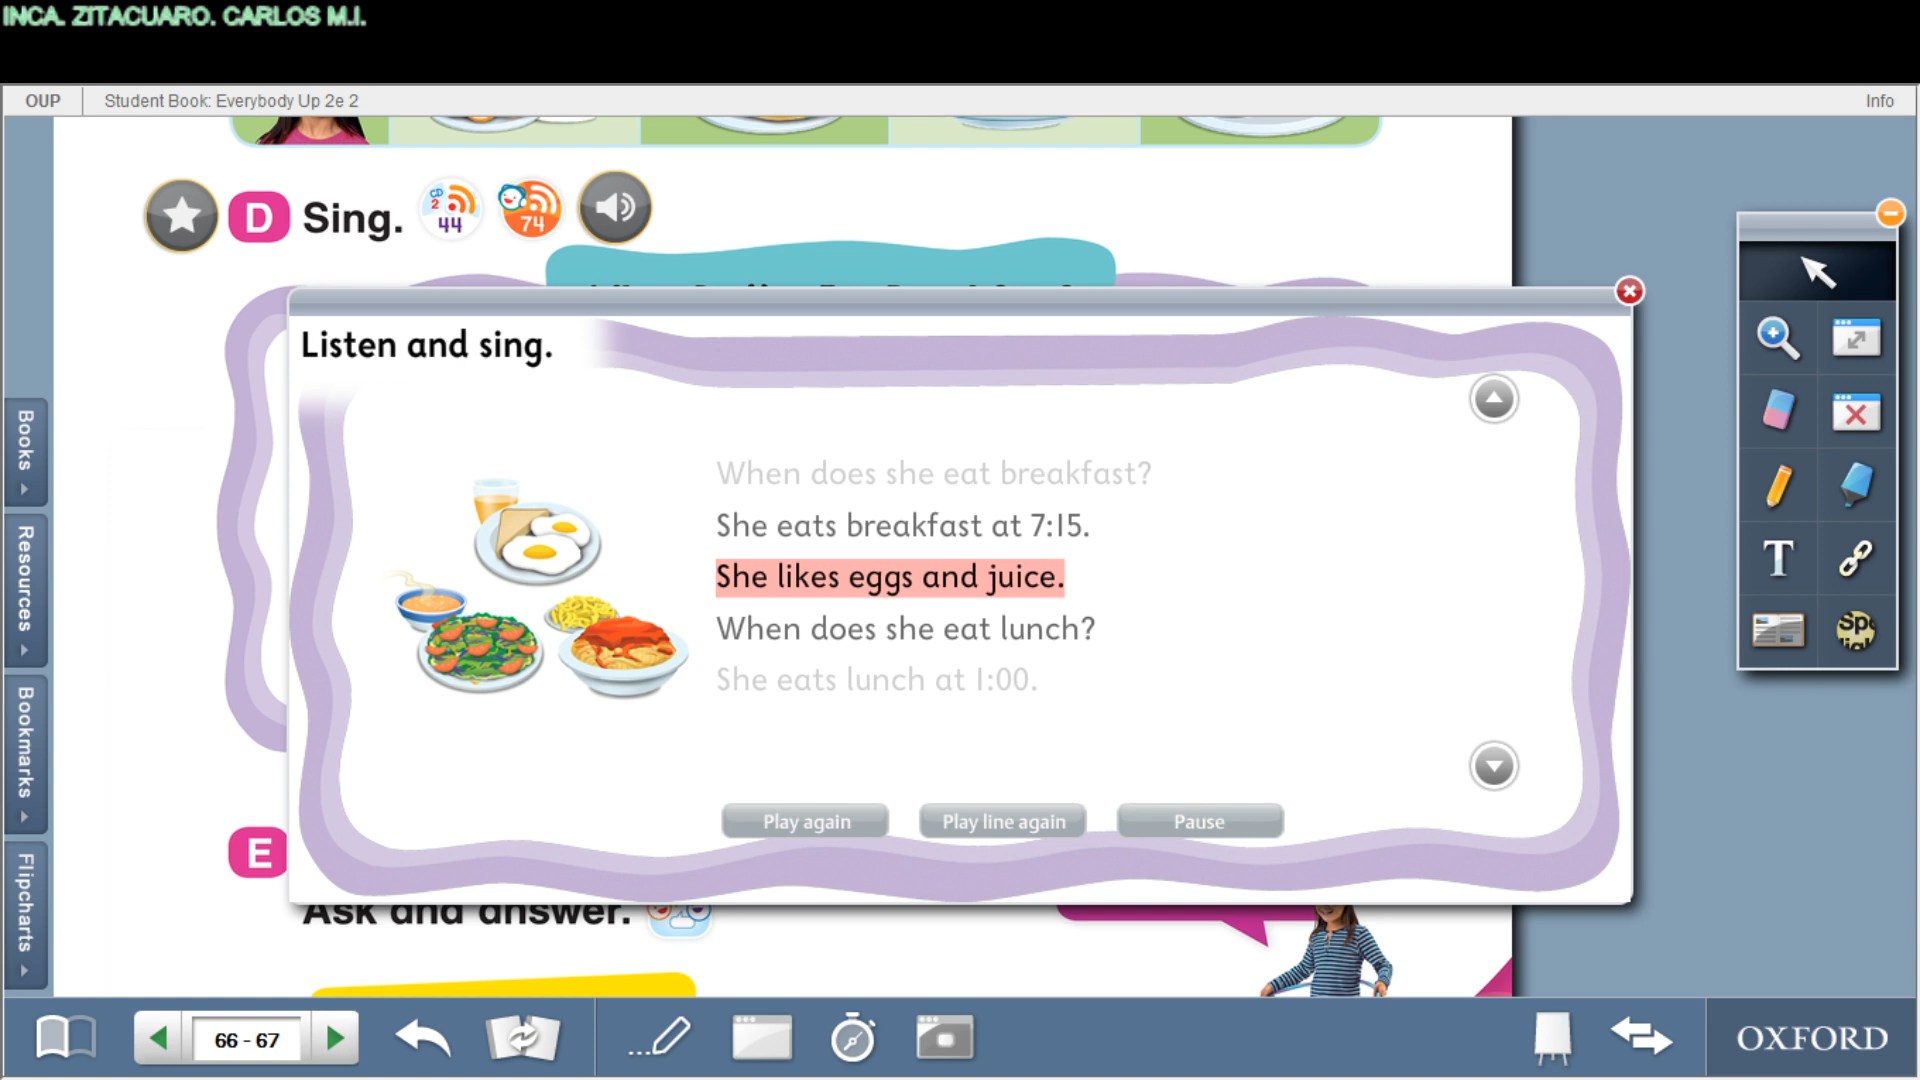 INCA. ZITACUARO. CARLOS M.I.
OUP
Student Book: Everybody Up 2e 2
Info
D Sing.
CD 2 44
74
Listen and sing.
When does she eat breakfast?
She eats breakfast at 7:15.
She likes eggs and juice.
When does she eat lunch?
She eats lunch at 1:00.
Play again
Play line again
Pause
E
Ask and answer.
Books
Resources
Bookmarks
Flipcharts
T
66 - 67
OXFORD